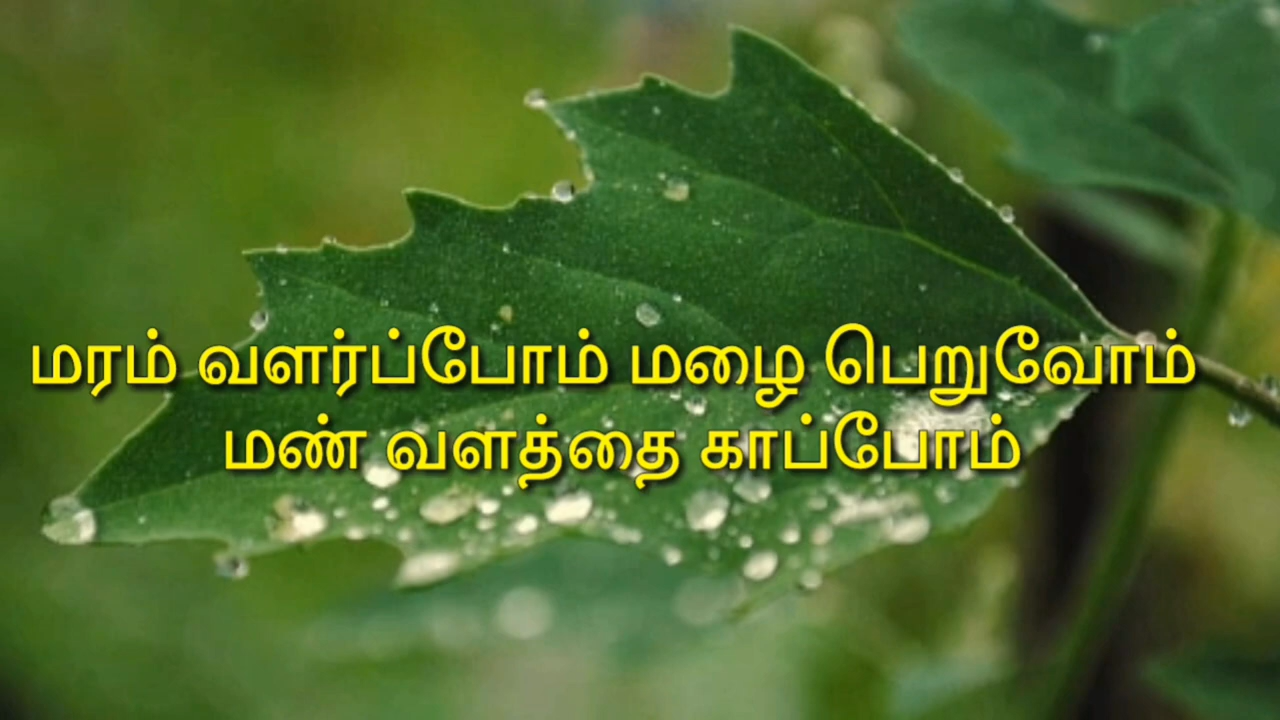 மரம் வளர்ப்போம் மழை பெறுவோம்
மண் வளத்தை காப்போம்